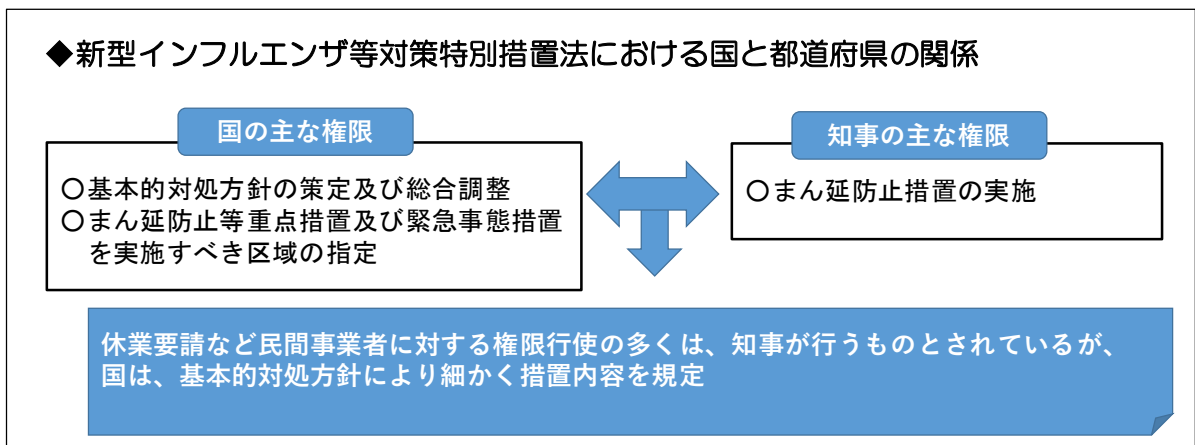 ◆新型インフルエンザ等対策特別措置法における国と都道府県の関係
国の主な権限
〇基本的対処方針の策定及び総合調整
〇まん延防止等重点措置及び緊急事態措置
を実施すべき区域の指定
知事の主な権限
〇まん延防止措置の実施
休業要請など民間事業者に対する権限行使の多くは、知事が行うものとされているが、
国は、基本的対処方針により細かく措置内容を規定